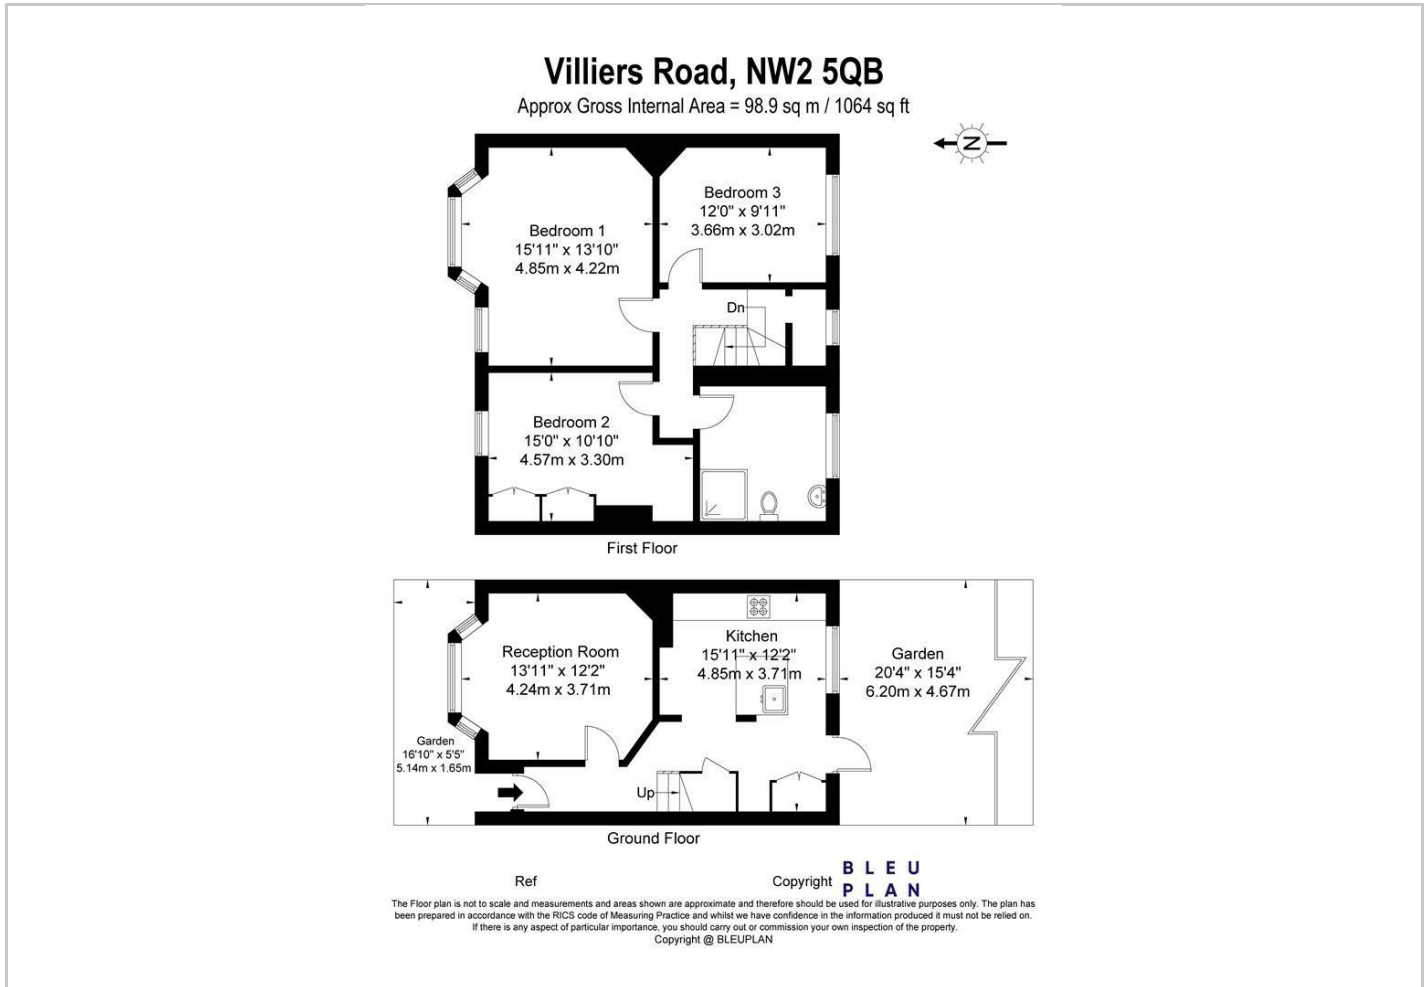 Villiers Road, NW2 5QB
Approx Gross Internal Area = 98.9 sq m / 1064 sq ft
N
Bedroom 1
15'11" x 13'10"
4.85m x 4.22m
Bedroom 3
12'0" x 9'11"
3.66m x 3.02m
Dn
Bedroom 2
15'0" x 10'10"
4.57m x 3.30m
First Floor
Reception Room
13'11" x 12'2"
4.24m x 3.71m
Kitchen
15'11" x 12'2"
4.85m x 3.71m
Garden
20'4" x 15'4"
6.20m x 4.67m
Garden
16'10" x 5'5"
5.14m x 1.65m
Up
Ground Floor
Ref
Copyright
BLEU
PLAN
The Floor plan is not to scale and measurements and areas shown are approximate and therefore should be used for illustrative purposes only. The plan has
been prepared in accordance with the RICS code of Measuring Practice and whilst we have confidence in the information produced it must not be relied on.
If there is any aspect of particular importance, you should carry out or commission your own inspection of the property.
Copyright @ BLEUPLAN